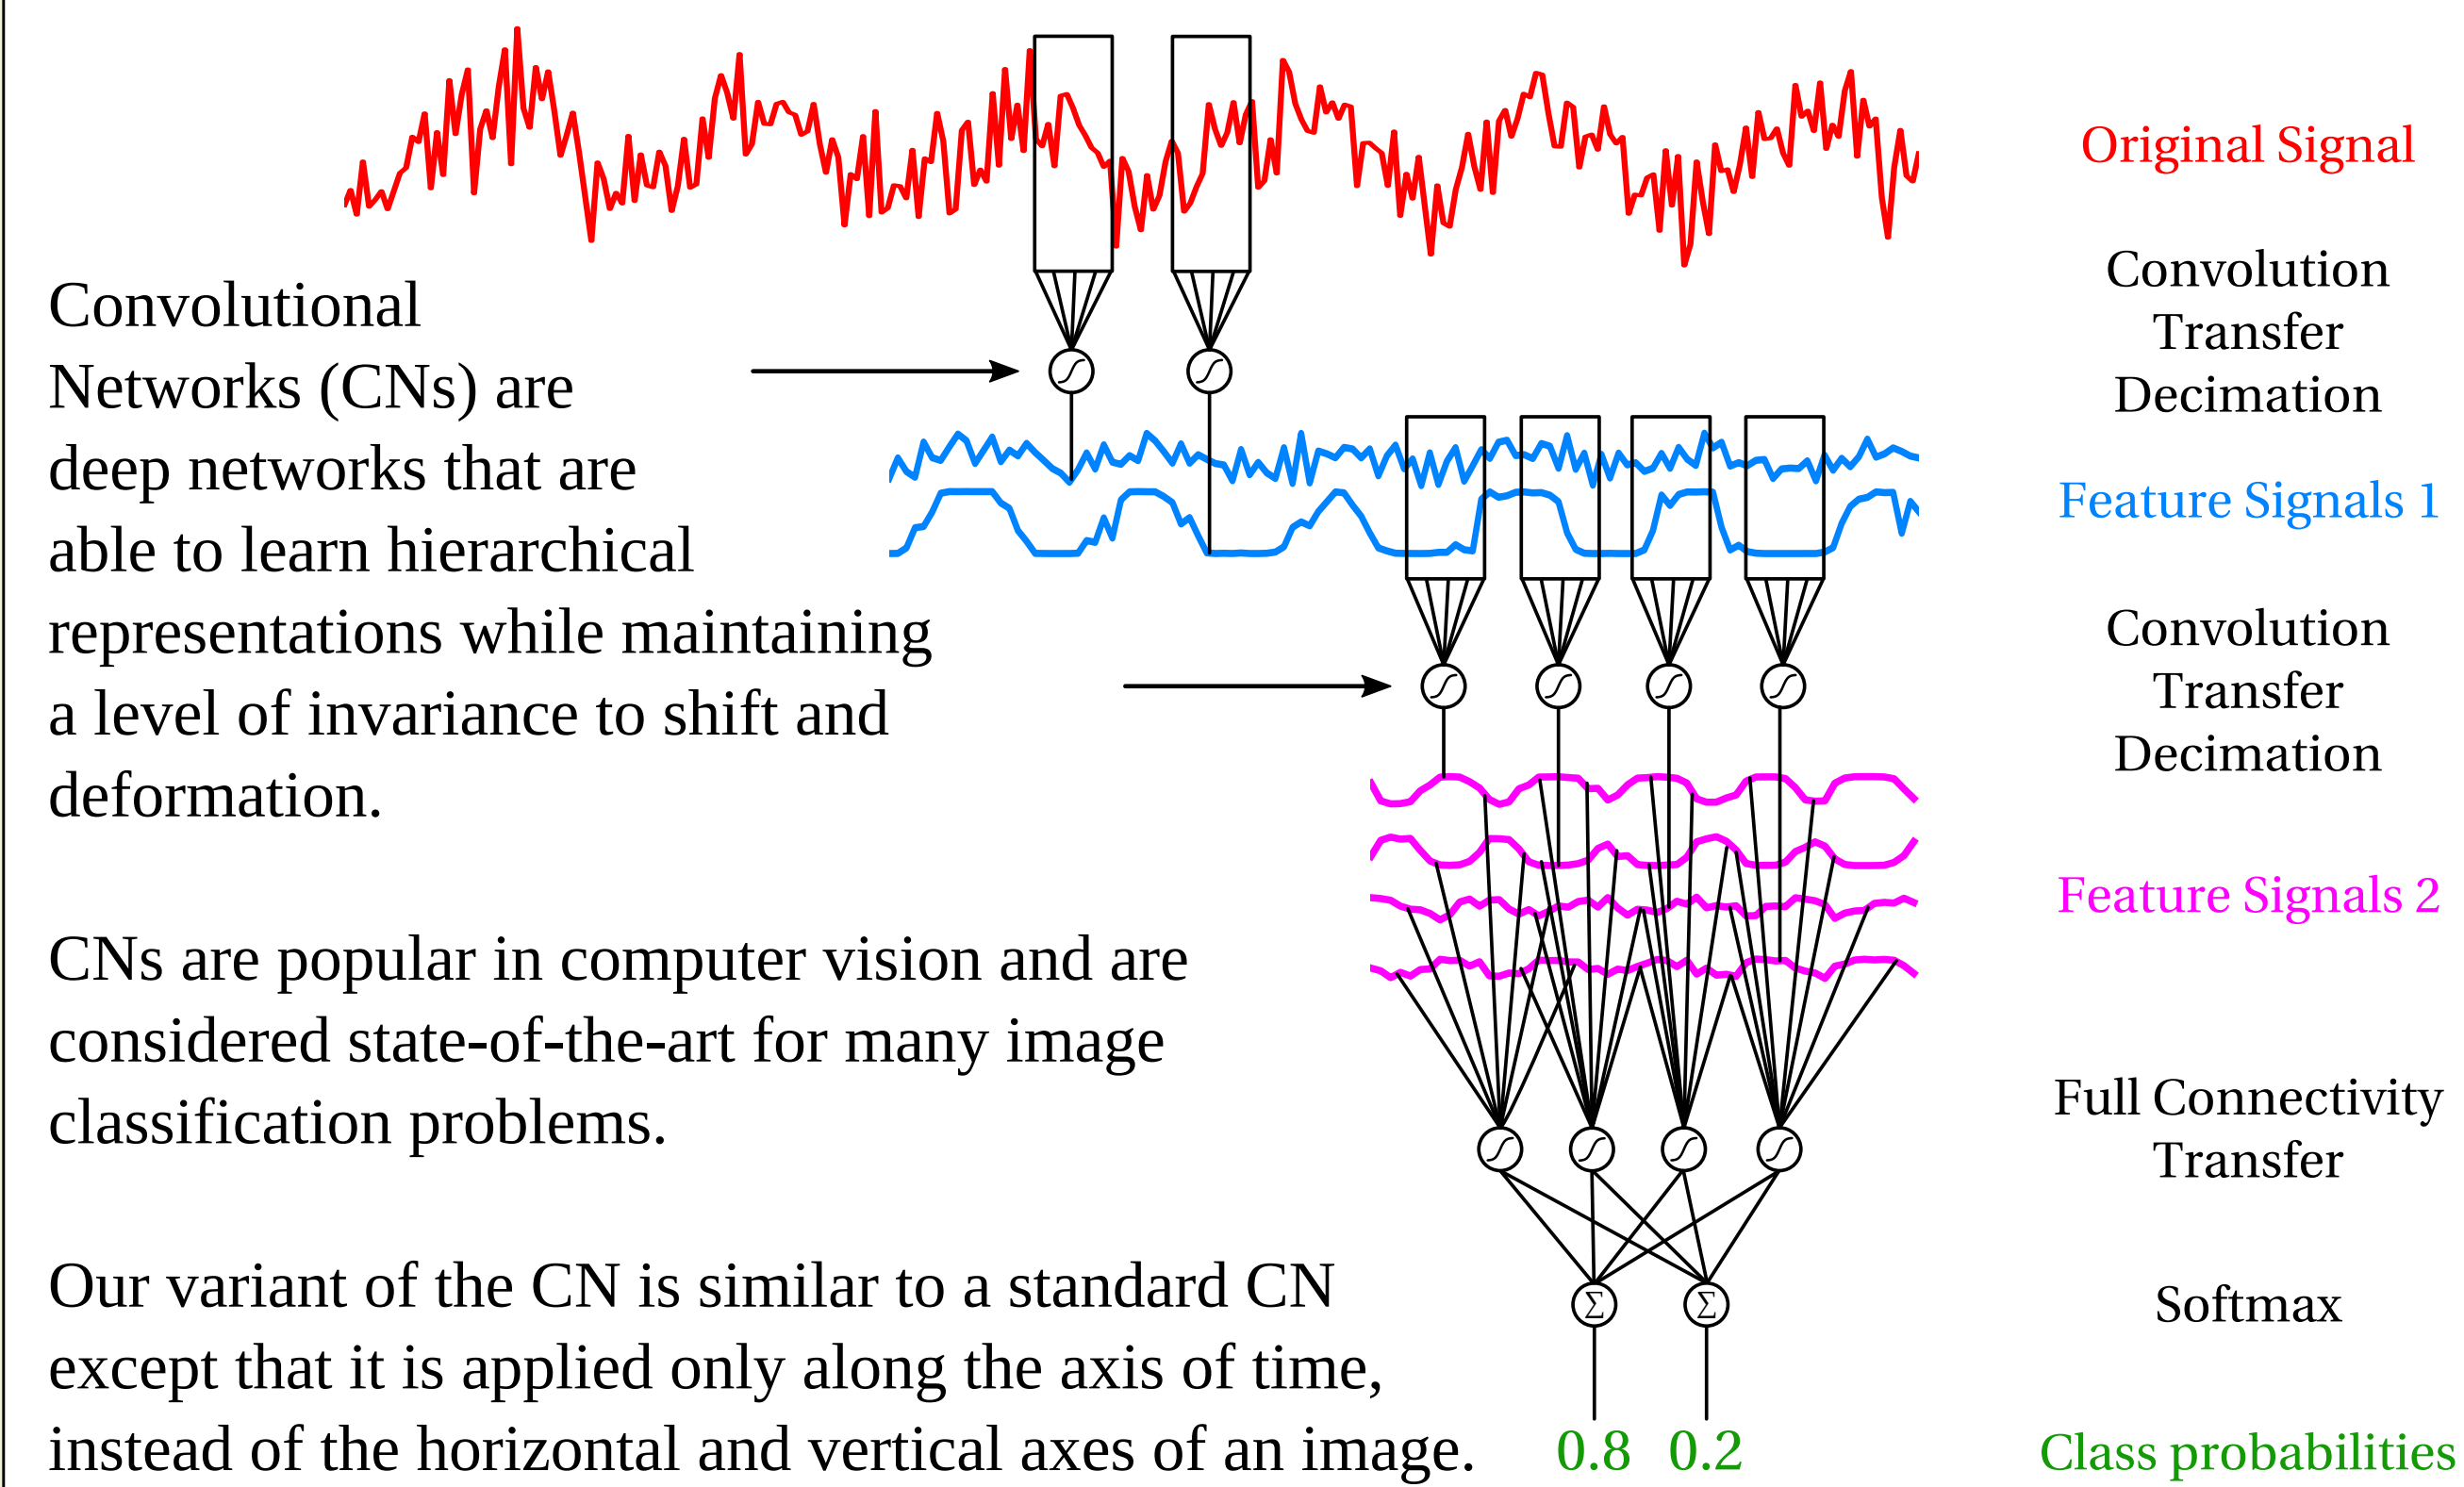 Convolutional
Networks (CNs) are
deep networks that are
able to learn hierarchical
representations while maintaining
a level of invariance to shift and
deformation.
CNs are popular in computer vision and are
considered state-of-the-art for many image
classification problems.
Our variant of the CN is similar to a standard CN
except that it is applied only along the axis of time,
instead of the horizontal and vertical axes of an image.
Σ Σ
0.8 0.2
Original Signal
Convolution
Transfer
Decimation
Feature Signals 1
Convolution
Transfer
Decimation
Feature Signals 2
Full Connectivity
Transfer
Softmax
Class probabilities